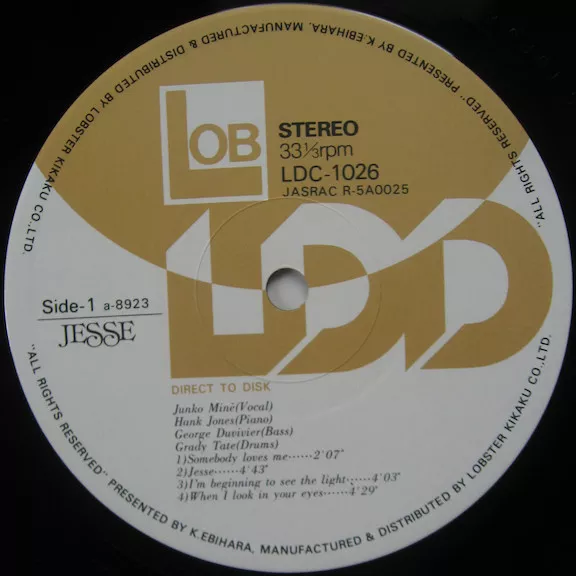 "ALL RIGHTS RESERVED" PRESENTED BY K.EBIHARA, MANUFACTURED & DISTRIBUTED BY LOBSTER KIKAKU CO.,LTD.
LOB
STEREO
33⅓rpm
LDC-1026
JASRAC R-5A0025
LDD
Side-1 a-8923
JESSE
DIRECT TO DISK
Junko Miné(Vocal)
Hank Jones(Piano)
George Duvivier(Bass)
Grady Tate(Drums)
1)Somebody loves me……2'07"
2)Jesse……4'43"
3)I'm beginning to see the light……4'03"
4)When I look in your eyes……4'29"
"ALL RIGHTS RESERVED" PRESENTED BY K.EBIHARA, MANUFACTURED & DISTRIBUTED BY LOBSTER KIKAKU CO.,LTD.